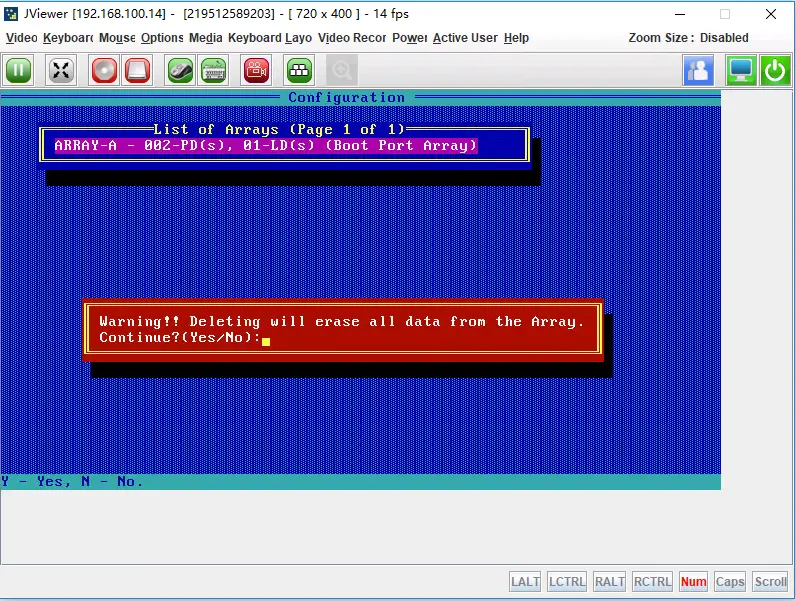 JViewer [192.168.100.14] - [219512589203] - [ 720 x 400 ] - 14 fps
Video Keyboard Mouse Options Media Keyboard Layo Video Recor Power Active User Help Zoom Size : Disabled
Configuration
List of Arrays (Page 1 of 1)
ARRAY-A - 002-PD(s), 01-LD(s) (Boot Port Array)
Warning!! Deleting will erase all data from the Array.
Continue?(Yes/No):
Y - Yes, N - No.
LALT LCTRL RALT RCTRL Num Caps Scroll